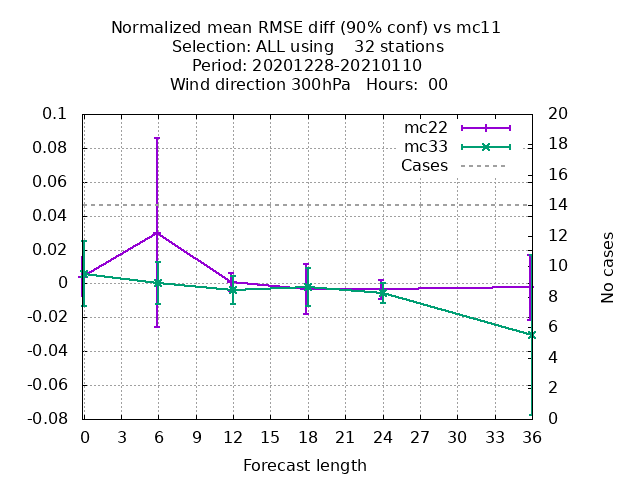 Normalized mean RMSE diff (90% conf) vs mc11
Selection: ALL using    32 stations
Period: 20201228-20210110
Wind direction 300hPa   Hours:  00
0.1
0.08
0.06
0.04
0.02
0
-0.02
-0.04
-0.06
-0.08
mc22
mc33
Cases
20
18
16
14
12
10
8
6
4
2
0
No cases
0 3 6 9 12 15 18 21 24 27 30 33 36
Forecast length